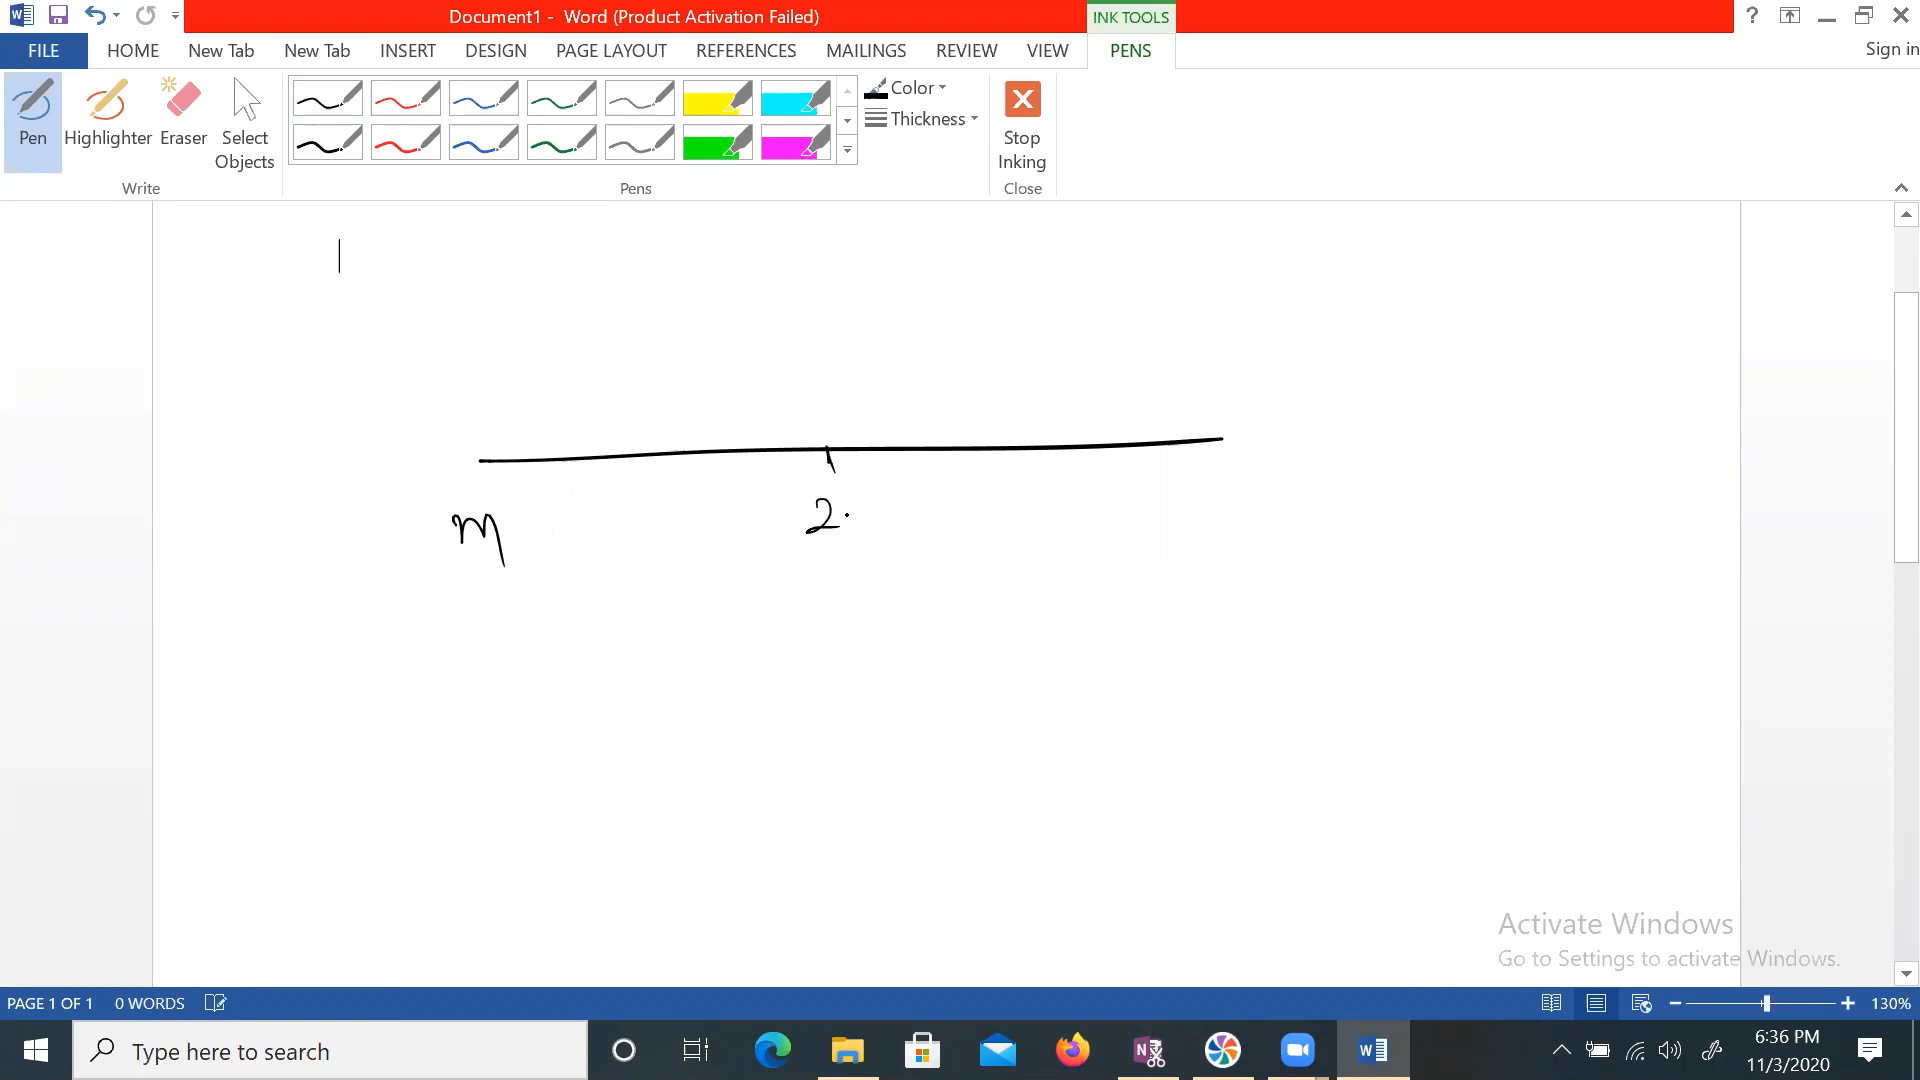 Document1 - Word (Product Activation Failed)
INK TOOLS
?
FILE HOME New Tab New Tab INSERT DESIGN PAGE LAYOUT REFERENCES MAILINGS REVIEW VIEW PENS Sign in
Pen Highlighter Eraser Select Objects
Color
Thickness
Stop Inking
Write Pens Close
m 2.
Activate Windows
Go to Settings to activate Windows.
PAGE 1 OF 1 0 WORDS 130%
Type here to search
6:36 PM
11/3/2020